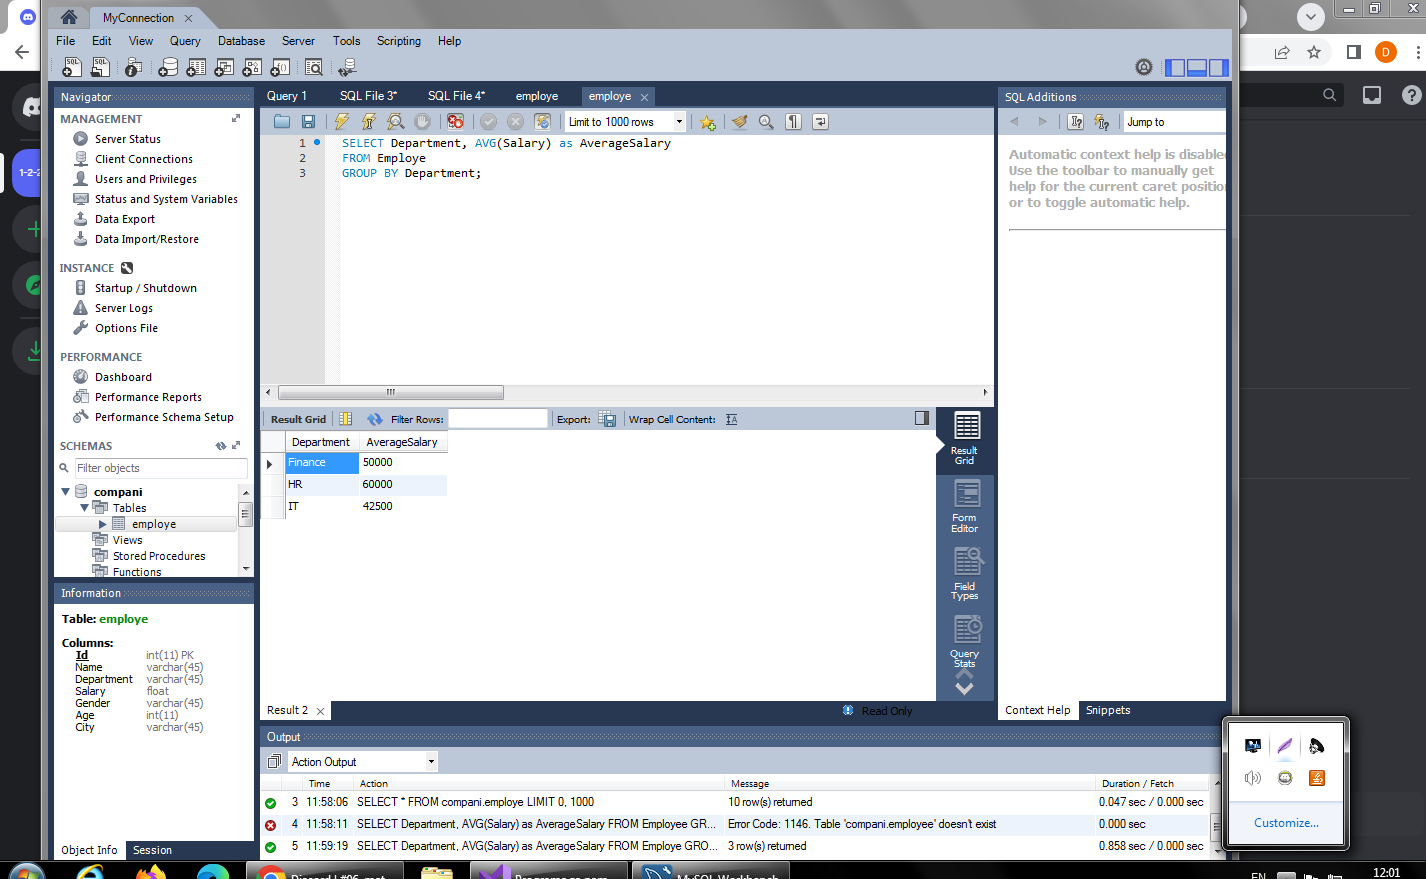 MyConnection
File Edit View Query Database Server Tools Scripting Help
Navigator
MANAGEMENT
Server Status
Client Connections
Users and Privileges
Status and System Variables
Data Export
Data Import/Restore
INSTANCE
Startup / Shutdown
Server Logs
Options File
PERFORMANCE
Dashboard
Performance Reports
Performance Schema Setup
SCHEMAS
Filter objects
compani
Tables
employe
Views
Stored Procedures
Functions
Information
Table: employe
Columns:
Id int(11) PK
Name varchar(45)
Department varchar(45)
Salary float
Gender varchar(45)
Age int(11)
City varchar(45)
Object Info Session
Query 1 SQL File 3* SQL File 4* employe employe
Limit to 1000 rows
1 SELECT Department, AVG(Salary) as AverageSalary
2 FROM Employe
3 GROUP BY Department;
Result Grid Filter Rows: Export: Wrap Cell Content:
Department AverageSalary
Finance 50000
HR 60000
IT 42500
Result
Grid
Form
Editor
Field
Types
Query
Stats
Result 2 Read Only
SQL Additions
Jump to
Automatic context help is disabled
Use the toolbar to manually get
help for the current caret position
or to toggle automatic help.
Context Help Snippets
Output
Action Output
Time Action Message Duration / Fetch
3 11:58:06 SELECT * FROM compani.employe LIMIT 0, 1000 10 row(s) returned 0.047 sec / 0.000 sec
4 11:58:11 SELECT Department, AVG(Salary) as AverageSalary FROM Employee GR... Error Code: 1146. Table 'compani.employee' doesn't exist 0.000 sec
5 11:59:19 SELECT Department, AVG(Salary) as AverageSalary FROM Employe GRO... 3 row(s) returned 0.858 sec / 0.000 sec
Customize...
D
1-2-2
MySQL Workbench
EN
12:01